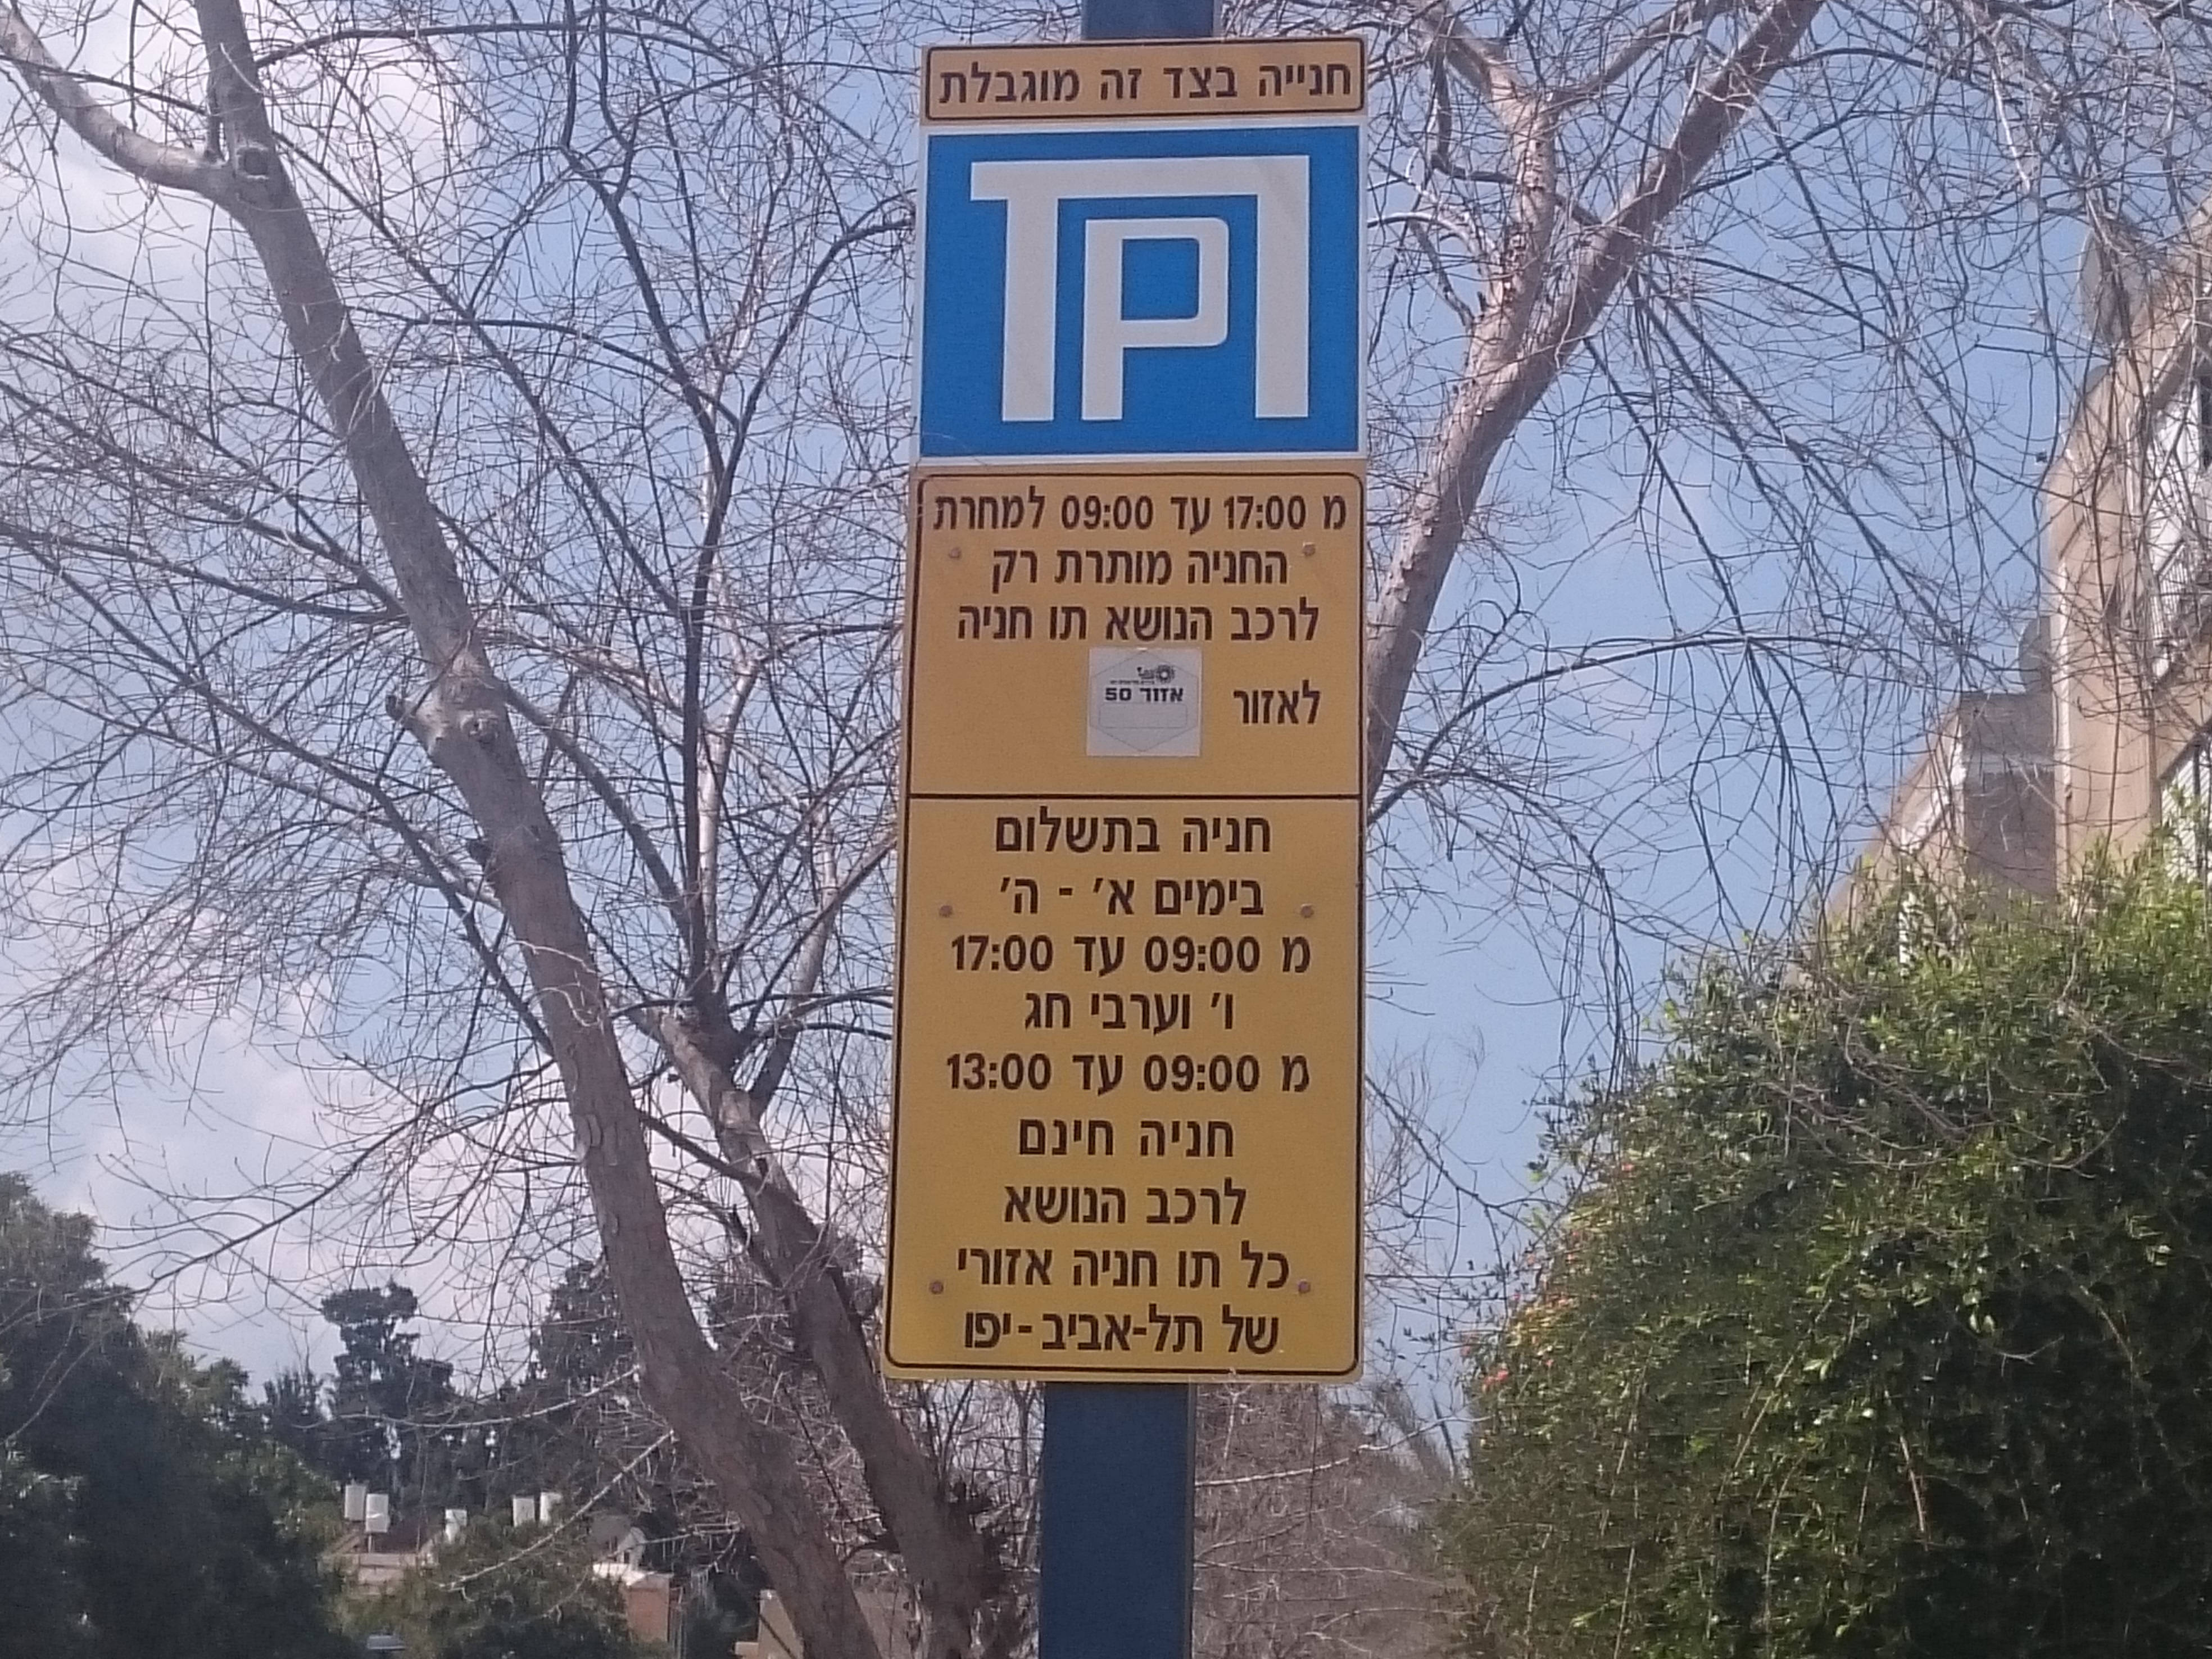 חנייה בצד זה מוגבלת
חP
מ 17:00 עד 09:00 למחרת
החניה מותרת רק
לרכב הנושא תו חניה
לאזור
אזור 50
חניה בתשלום
בימים א' - ה'
מ 09:00 עד 17:00
ו' וערבי חג
מ 09:00 עד 13:00
חניה חינם
לרכב הנושא
כל תו חניה אזורי
של תל-אביב-יפו